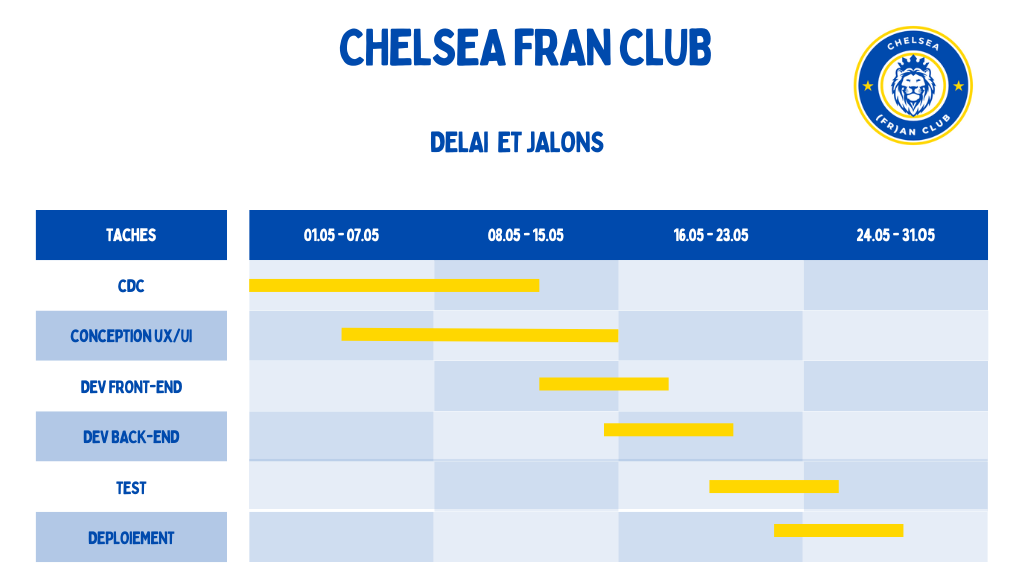 CHELSEA FRAN CLUB
CHELSEA
(FR)AN CLUB
DELAI ET JALONS
TACHES
01.05 - 07.05
08.05 - 15.05
16.05 - 23.05
24.05 - 31.05
CDC
CONCEPTION UX/UI
DEV FRONT-END
DEV BACK-END
TEST
DEPLOIEMENT